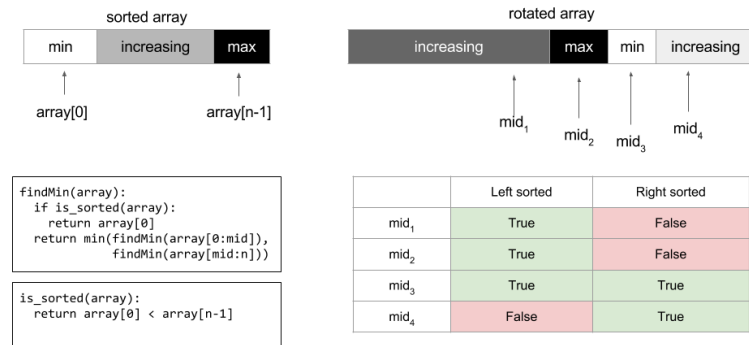 sorted array
min increasing max
array[0] array[n-1]
rotated array
increasing max min increasing
mid1 mid2 mid3 mid4
findMin(array):
  if is_sorted(array):
    return array[0]
  return min(findMin(array[0:mid]),
             findMin(array[mid:n]))
is_sorted(array):
  return array[0] < array[n-1]
Left sorted Right sorted
mid1 True False
mid2 True False
mid3 True True
mid4 False True